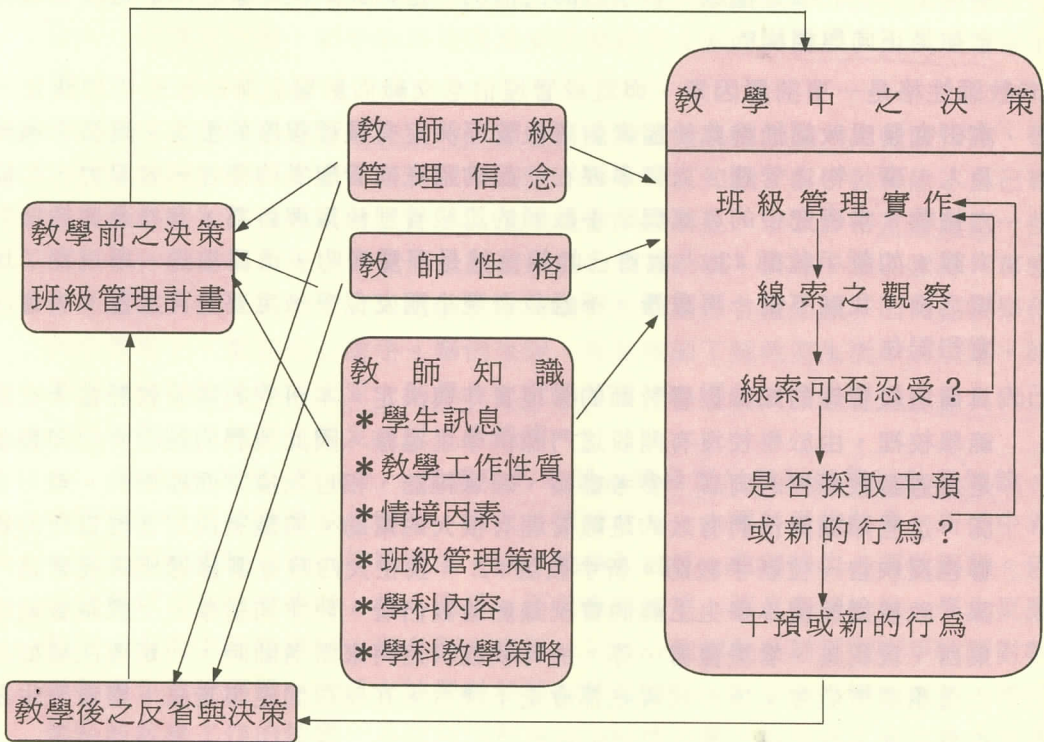 教學中之決策
教師班級
管理信念
教學前之決策
班級管理計畫
教師性格
教師知識
＊學生訊息
＊教學工作性質
＊情境因素
＊班級管理策略
＊學科內容
＊學科教學策略
班級管理實作
線索之觀察
線索可否忍受？
是否採取干預
或新的行為？
干預或新的行為
教學後之反省與決策